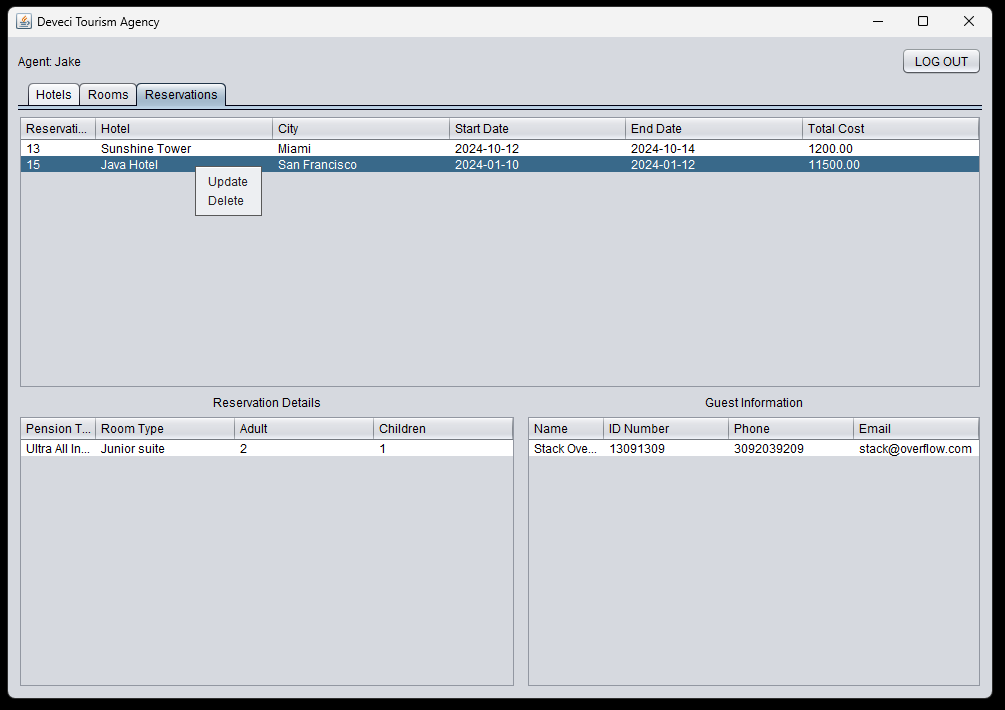 Deveci Tourism Agency
Agent: Jake LOG OUT
Hotels Rooms Reservations
Reservati... Hotel City Start Date End Date Total Cost
13 Sunshine Tower Miami 2024-10-12 2024-10-14 1200.00
15 Java Hotel San Francisco 2024-01-10 2024-01-12 11500.00
Update
Delete
Reservation Details Guest Information
Pension T... Room Type Adult Children Name ID Number Phone Email
Ultra All In... Junior suite 2 1 Stack Ove... 13091309 3092039209 stack@overflow.com